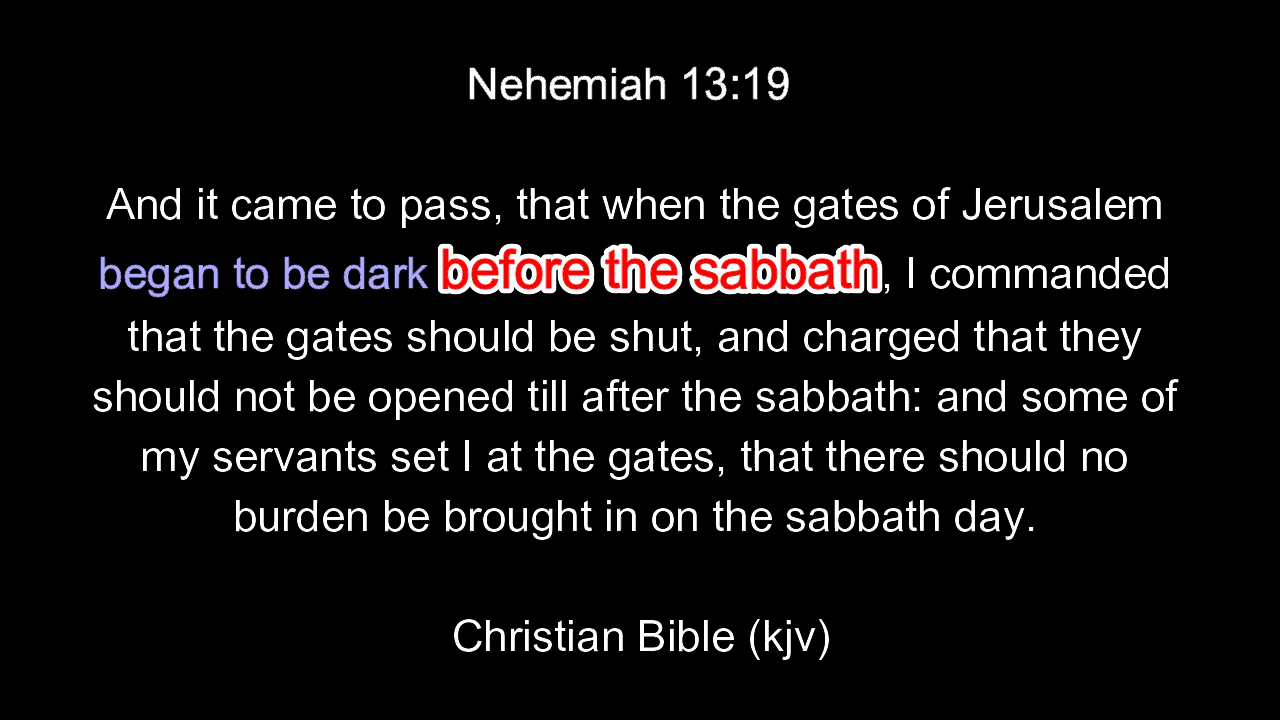 Nehemiah 13:19
And it came to pass, that when the gates of Jerusalem
began to be dark before the sabbath, I commanded
that the gates should be shut, and charged that they
should not be opened till after the sabbath: and some of
my servants set I at the gates, that there should no
burden be brought in on the sabbath day.
Christian Bible (kjv)